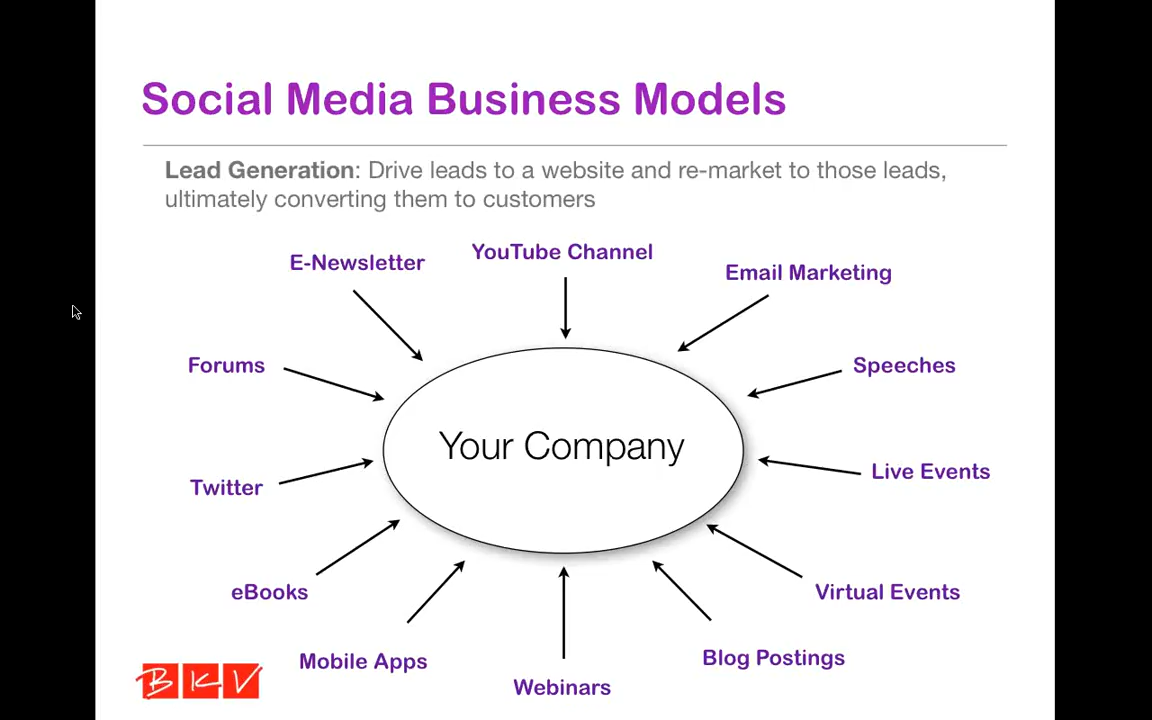 Social Media Business Models
Lead Generation: Drive leads to a website and re-market to those leads,
ultimately converting them to customers
E-Newsletter
YouTube Channel
Email Marketing
Forums
Speeches
Your Company
Twitter
Live Events
eBooks
Virtual Events
Mobile Apps
Webinars
Blog Postings
BKV